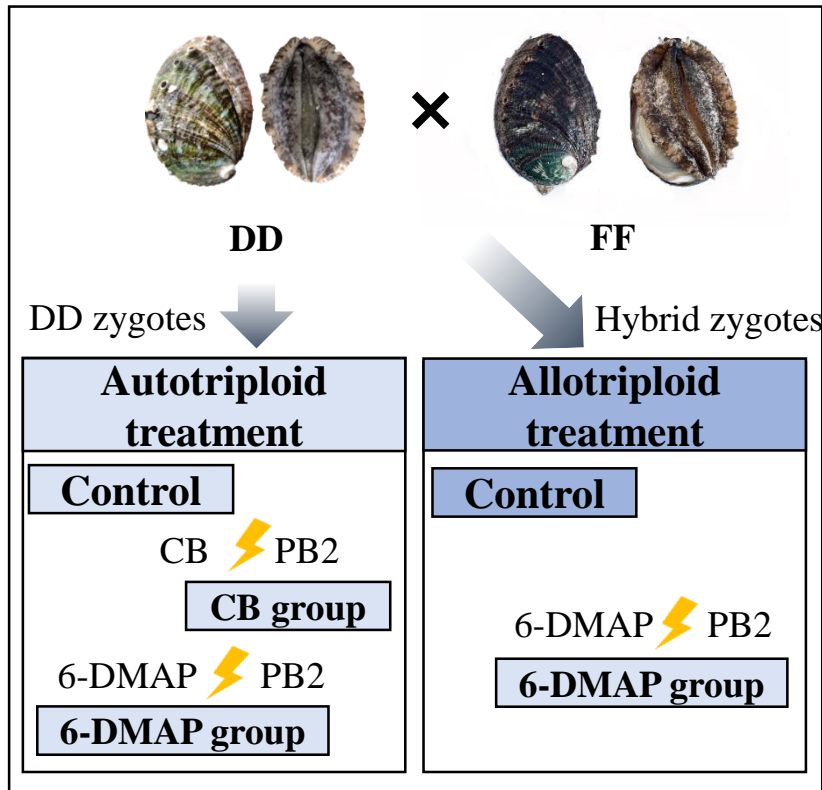 DD
FF
DD zygotes
Hybrid zygotes
Autotriploid
treatment
Control
CB PB2
CB group
6-DMAP PB2
6-DMAP group
Allotriploid
treatment
Control
6-DMAP PB2
6-DMAP group